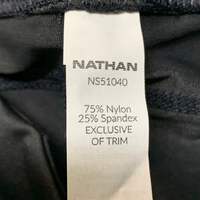 NATHAN
NS51040
75% Nylon
25% Spandex
EXCLUSIVE
OF TRIM